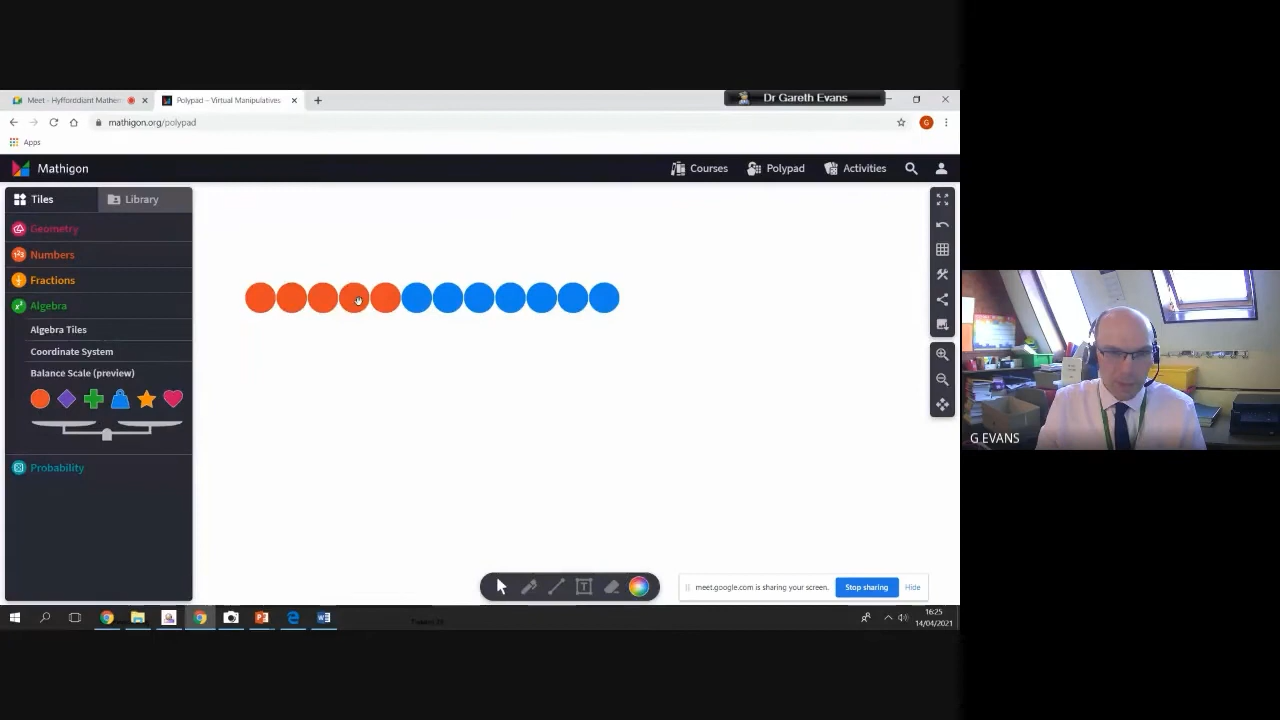 Meet - Hyfforddiant Mathem
Polypad – Virtual Manipulatives
Dr Gareth Evans
mathigon.org/polypad
G
Apps
Mathigon
Courses
Polypad
Activities
Tiles
Library
Geometry
Numbers
Fractions
Algebra
Algebra Tiles
Coordinate System
Balance Scale (preview)
Probability
G EVANS
T
meet.google.com is sharing your screen.
Stop sharing
Hide
16:25
14/04/2021